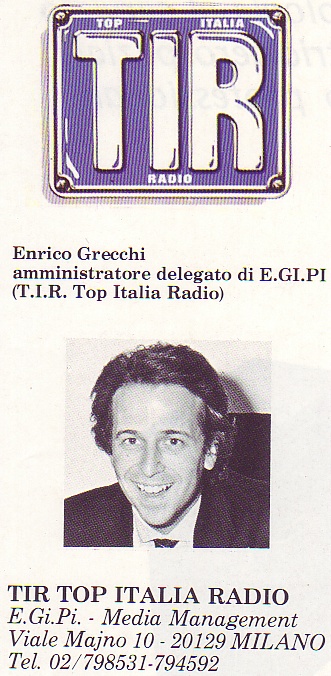 TOP ITALIA
TIR
RADIO
Enrico Grecchi
amministratore delegato di E.GI.PI
(T.I.R. Top Italia Radio)
TIR TOP ITALIA RADIO
E.Gi.Pi. - Media Management
Viale Majno 10 - 20129 MILANO
Tel. 02/798531-794592